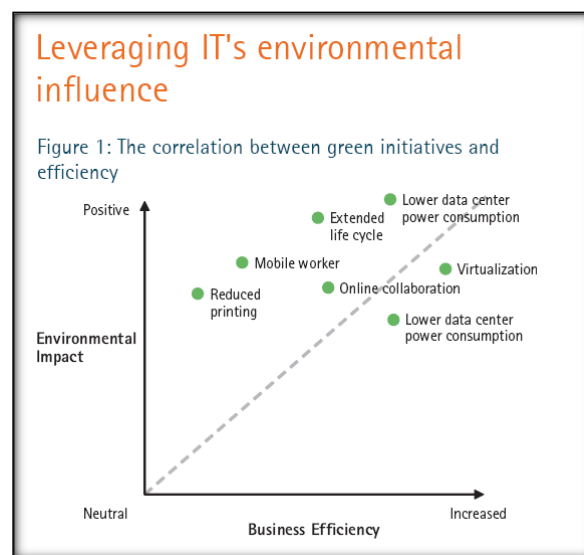 Leveraging IT's environmental
influence
Figure 1: The correlation between green initiatives and
efficiency
Positive
Lower data center
power consumption
Extended
life cycle
Mobile worker
Virtualization
Online collaboration
Reduced
printing
Lower data center
power consumption
Environmental
Impact
Neutral
Increased
Business Efficiency